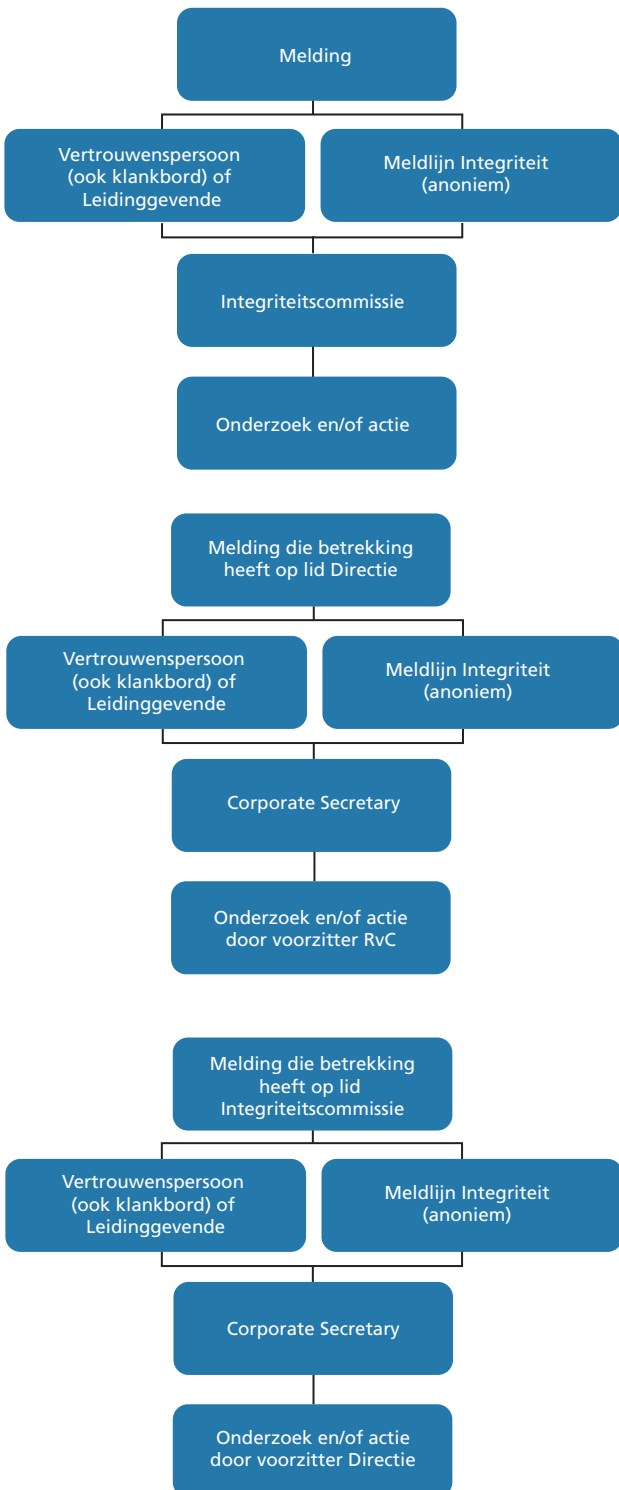 Melding
Vertrouwenspersoon
(ook klankbord) of
Leidinggevende
Meldlijn Integriteit
(anoniem)
Integriteitscommissie
Onderzoek en/of actie
Melding die betrekking
heeft op lid Directie
Vertrouwenspersoon
(ook klankbord) of
Leidinggevende
Meldlijn Integriteit
(anoniem)
Corporate Secretary
Onderzoek en/of actie
door voorzitter RvC
Melding die betrekking
heeft op lid
Integriteitscommissie
Vertrouwenspersoon
(ook klankbord) of
Leidinggevende
Meldlijn Integriteit
(anoniem)
Corporate Secretary
Onderzoek en/of actie
door voorzitter Directie